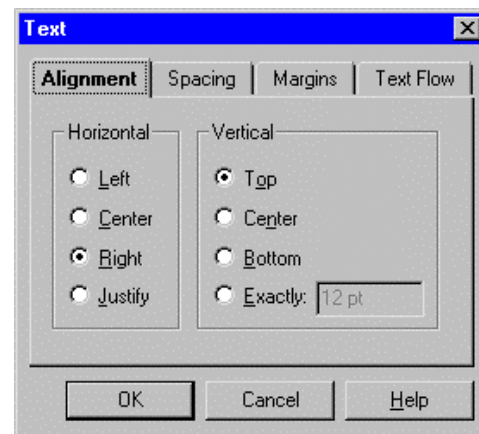 Text
Alignment Spacing Margins Text Flow
Horizontal Vertical
Left Top
Center Center
Right Bottom
Justify Exactly: 12 pt
OK Cancel Help